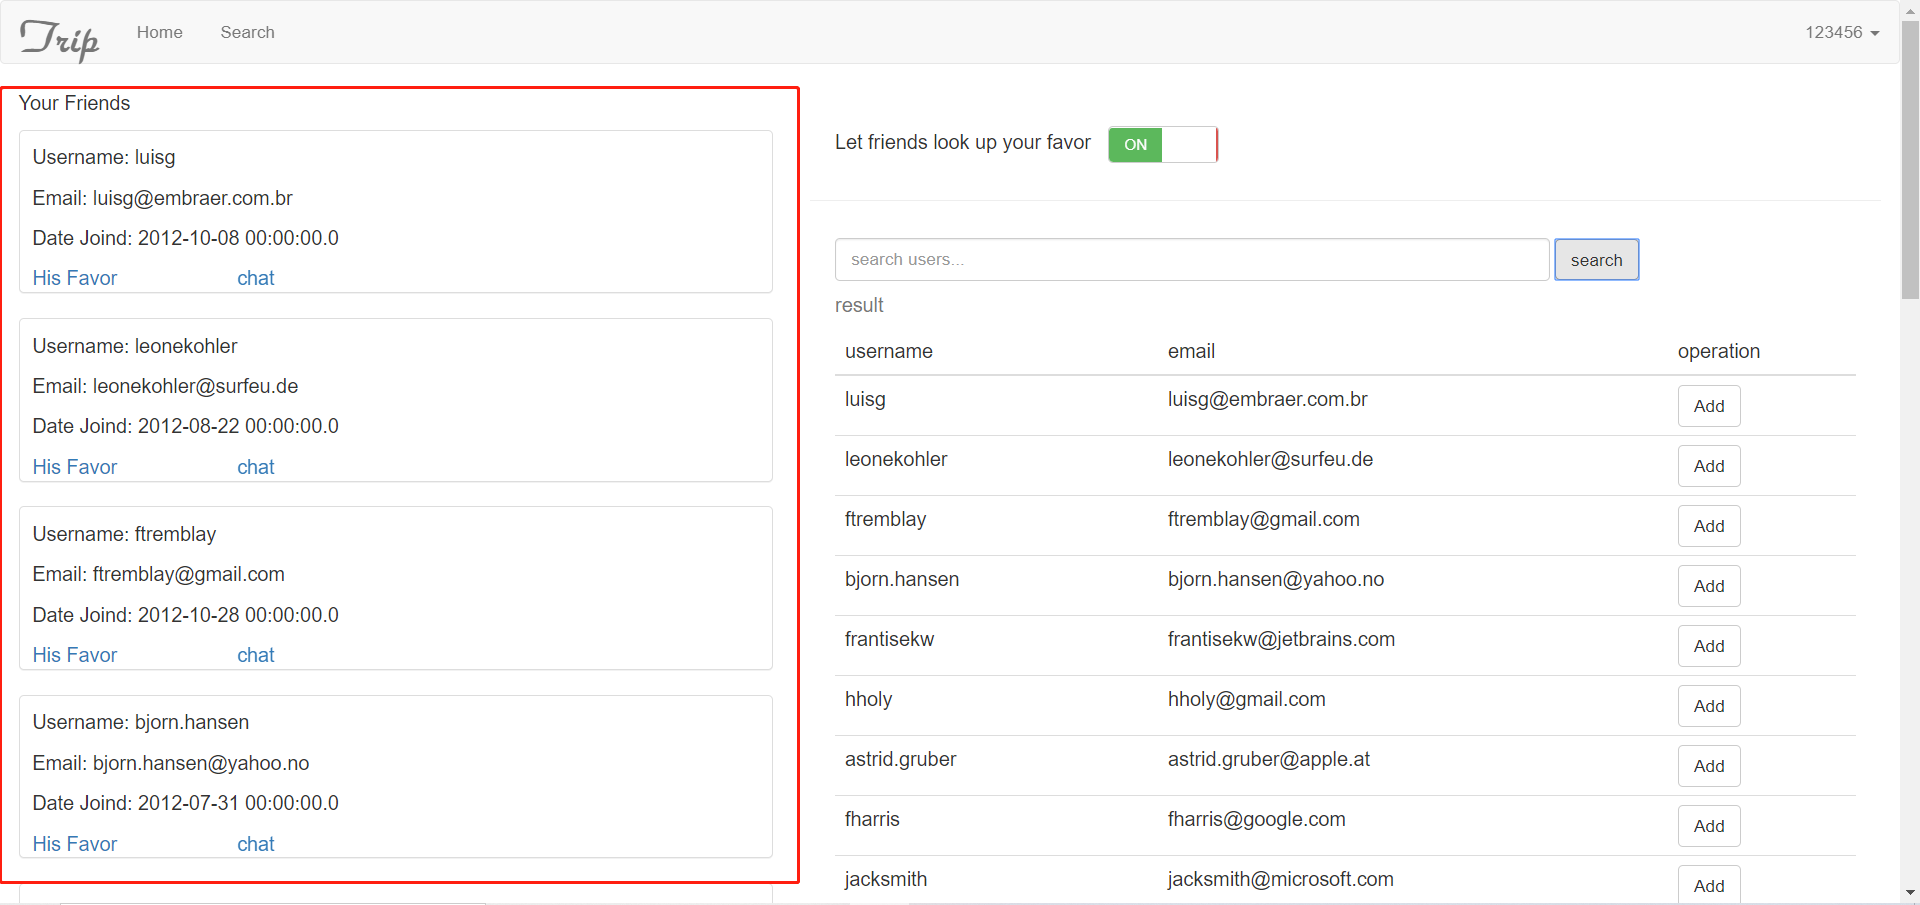 Trip Home Search 123456
Your Friends
Username: luisg
Email: luisg@embraer.com.br
Date Joind: 2012-10-08 00:00:00.0
His Favor chat
Username: leonekohler
Email: leonekohler@surfeu.de
Date Joind: 2012-08-22 00:00:00.0
His Favor chat
Username: ftremblay
Email: ftremblay@gmail.com
Date Joind: 2012-10-28 00:00:00.0
His Favor chat
Username: bjorn.hansen
Email: bjorn.hansen@yahoo.no
Date Joind: 2012-07-31 00:00:00.0
His Favor chat
Let friends look up your favor ON
search users...
search
result
username email operation
luisg luisg@embraer.com.br Add
leonekohler leonekohler@surfeu.de Add
ftremblay ftremblay@gmail.com Add
bjorn.hansen bjorn.hansen@yahoo.no Add
frantisekw frantisekw@jetbrains.com Add
hholy hholy@gmail.com Add
astrid.gruber astrid.gruber@apple.at Add
fharris fharris@google.com Add
jacksmith jacksmith@microsoft.com Add